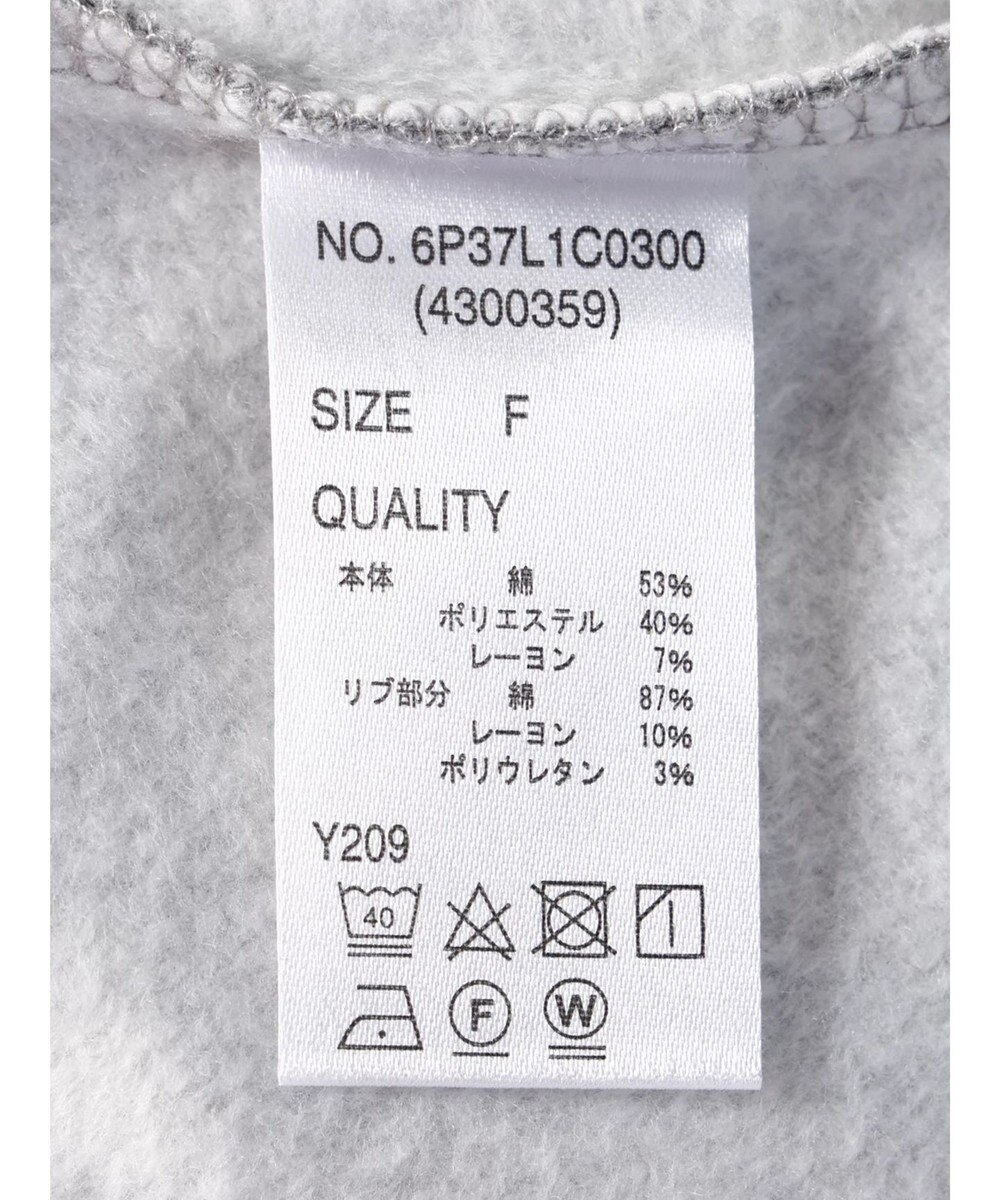 NO. 6P37L1C0300
(4300359)
SIZE F
QUALITY
本体 綿 53%
ポリエステル 40%
レーヨン 7%
リブ部分 綿 87%
レーヨン 10%
ポリウレタン 3%
Y209
40
F W